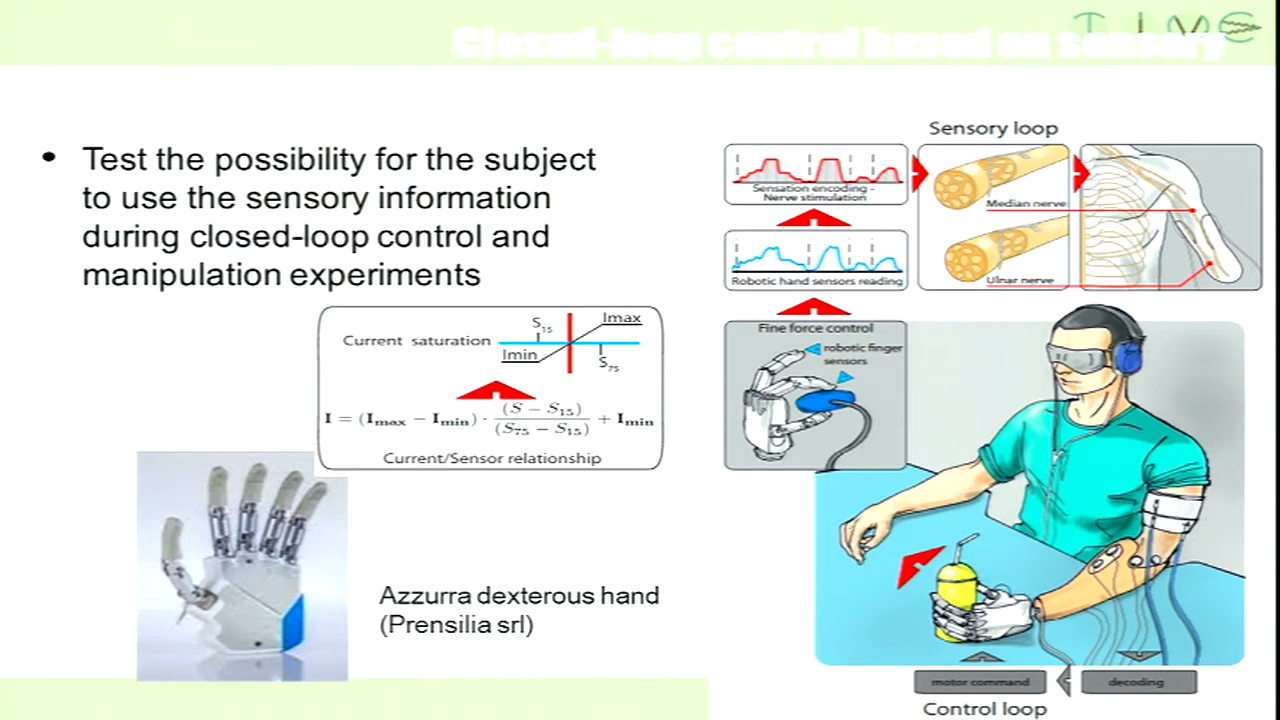 TIME
Closed-loop control based on sensory
• Test the possibility for the subject
to use the sensory information
during closed-loop control and
manipulation experiments
Current saturation
S15
Imax
Imin
S75
I = (Imax − Imin) · (S − S15) / (S75 − S15) + Imin
Current/Sensor relationship
Azzurra dexterous hand
(Prensilia srl)
Sensory loop
Sensation encoding -
Nerve stimulation
Median nerve
Ulnar nerve
Robotic hand sensors reading
Fine force control
robotic finger
sensors
motor command
decoding
Control loop